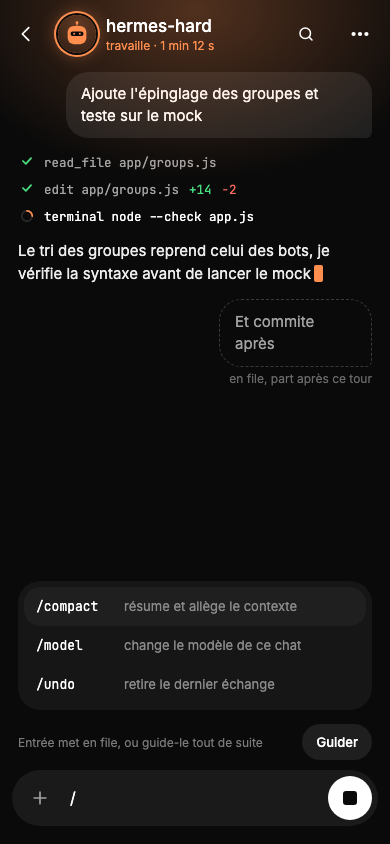 hermes-hard
travaille · 1 min 12 s
Ajoute l'épinglage des groupes et
teste sur le mock
read_file app/groups.js
edit app/groups.js +14 -2
terminal node --check app.js
Le tri des groupes reprend celui des bots, je
vérifie la syntaxe avant de lancer le mock
Et commite
après
en file, part après ce tour
/compact résume et allège le contexte
/model change le modèle de ce chat
/undo retire le dernier échange
Entrée met en file, ou guide-le tout de suite
Guider
/